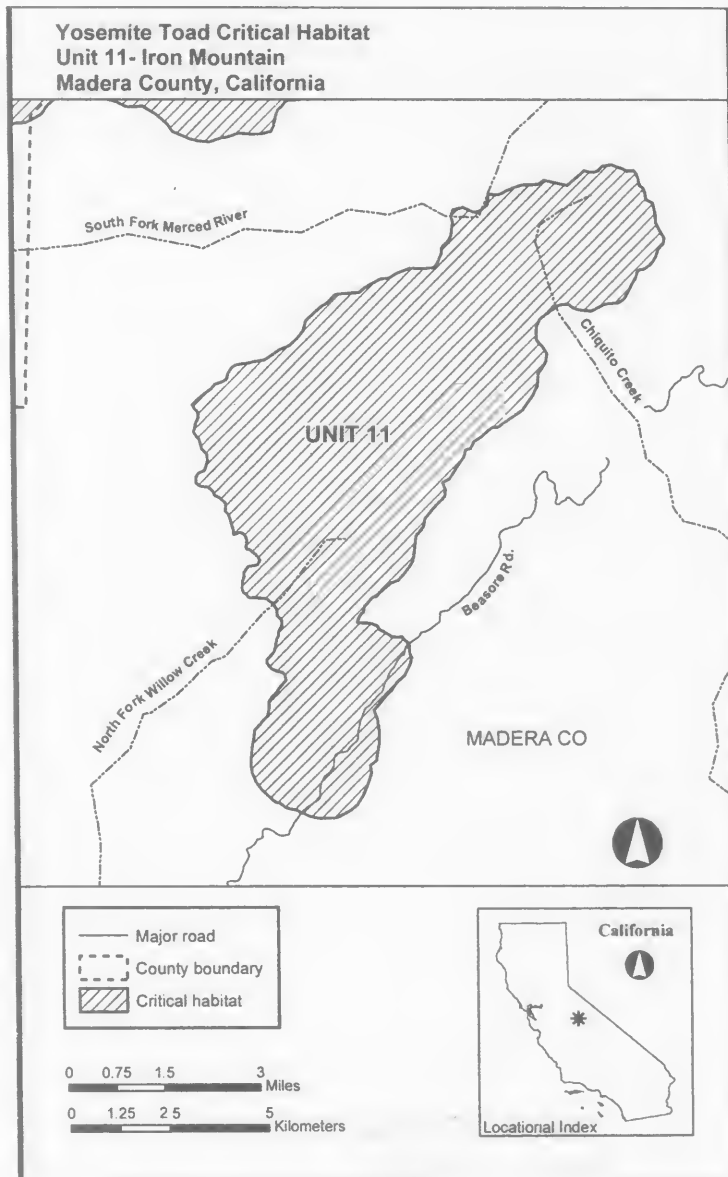 Yosemite Toad Critical Habitat
Unit 11- Iron Mountain
Madera County, California
South Fork Merced River
Chiquito Creek
UNIT 11
Beasore Rd.
North Fork Willow Creek
MADERA CO
Major road
County boundary
Critical habitat
California
Locatorial Index
0 0.75 1.5 3
Miles
0 1.25 2 5 5
Kilometers